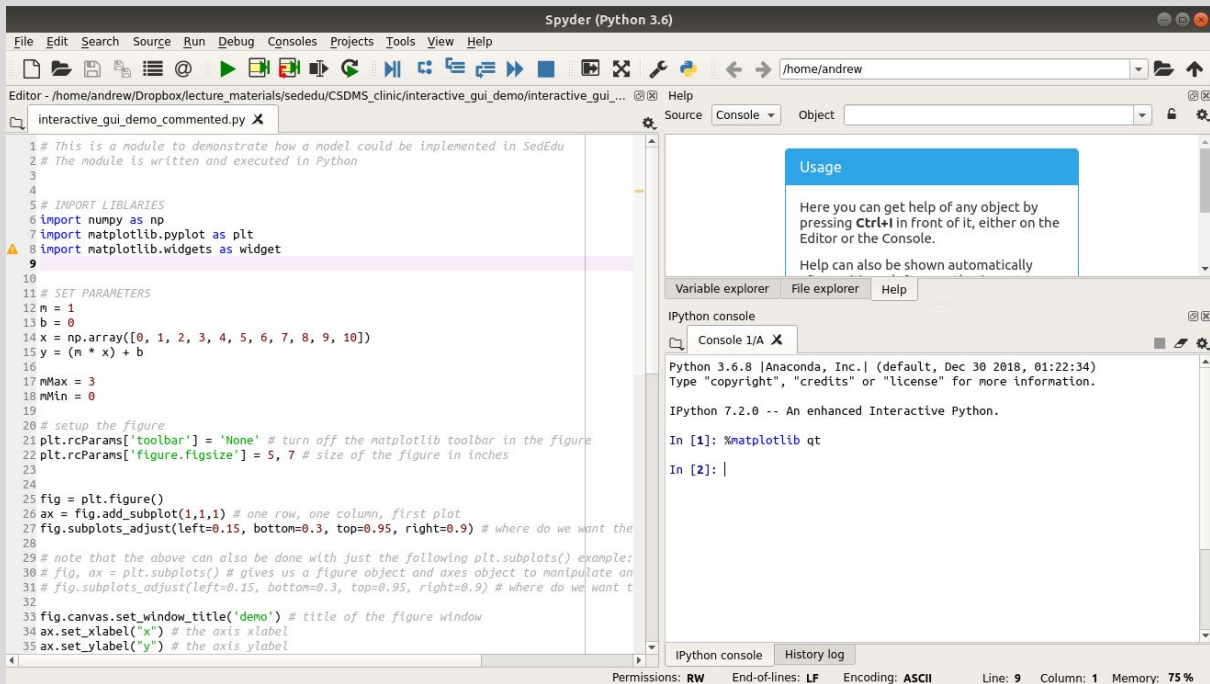 Spyder (Python 3.6)
File Edit Search Source Run Debug Consoles Projects Tools View Help
/home/andrew
Editor - /home/andrew/Dropbox/lecture_materials/sededu/CSDMS_clinic/interactive_gui_demo/interactive_gui_...
interactive_gui_demo_commented.py
1 # This is a module to demonstrate how a model could be implemented in SedEdu
2 # The module is written and executed in Python
3
4
5 # IMPORT LIBLARIES
6 import numpy as np
7 import matplotlib.pyplot as plt
8 import matplotlib.widgets as widget
9
10
11 # SET PARAMETERS
12 m = 1
13 b = 0
14 x = np.array([0, 1, 2, 3, 4, 5, 6, 7, 8, 9, 10])
15 y = (m * x) + b
16
17 mMax = 3
18 mMin = 0
19
20 # setup the figure
21 plt.rcParams['toolbar'] = 'None' # turn off the matplotlib toolbar in the figure
22 plt.rcParams['figure.figsize'] = 5, 7 # size of the figure in inches
23
24
25 fig = plt.figure()
26 ax = fig.add_subplot(1,1,1) # one row, one column, first plot
27 fig.subplots_adjust(left=0.15, bottom=0.3, top=0.95, right=0.9) # where do we want the
28
29 # note that the above can also be done with just the following plt.subplots() example:
30 # fig, ax = plt.subplots() # gives us a figure object and axes object to manipulate an
31 # fig.subplots_adjust(left=0.15, bottom=0.3, top=0.95, right=0.9) # where do we want t
32
33 fig.canvas.set_window_title('demo') # title of the figure window
34 ax.set_xlabel("x") # the axis xlabel
35 ax.set_ylabel("y") # the axis ylabel
Help
Source Console Object
Usage
Here you can get help of any object by
pressing Ctrl+I in front of it, either on the
Editor or the Console.
Help can also be shown automatically
Variable explorer File explorer Help
IPython console
Console 1/A
Python 3.6.8 |Anaconda, Inc.| (default, Dec 30 2018, 01:22:34)
Type "copyright", "credits" or "license" for more information.
IPython 7.2.0 -- An enhanced Interactive Python.
In [1]: %matplotlib qt
In [2]:
IPython console History log
Permissions: RW End-of-lines: LF Encoding: ASCII Line: 9 Column: 1 Memory: 75 %